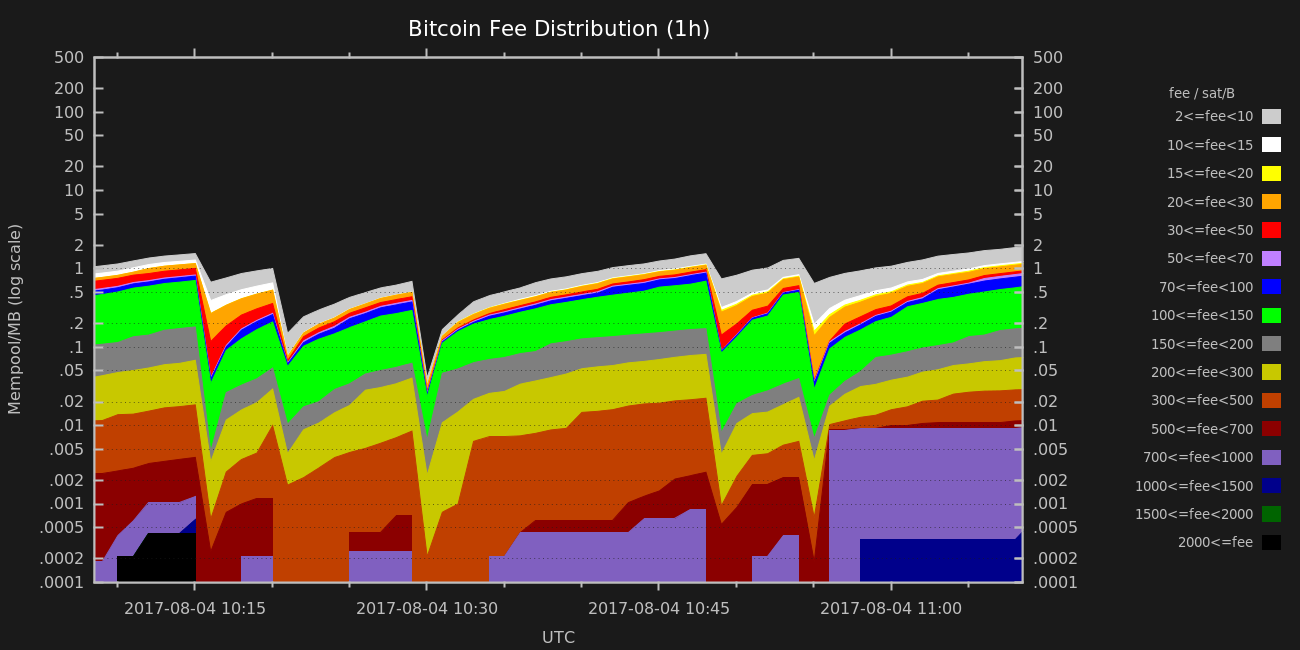 Bitcoin Fee Distribution (1h)
500 500
200 200
100 100
50 50
20 20
10 10
5 5
2 2
1 1
.5 .5
.2 .2
.1 .1
.05 .05
.02 .02
.01 .01
.005 .005
.002 .002
.001 .001
.0005 .0005
.0002 .0002
.0001 .0001
Mempool/MB (log scale)
2017-08-04 10:15 2017-08-04 10:30 2017-08-04 10:45 2017-08-04 11:00
UTC
fee / sat/B
2<=fee<10
10<=fee<15
15<=fee<20
20<=fee<30
30<=fee<50
50<=fee<70
70<=fee<100
100<=fee<150
150<=fee<200
200<=fee<300
300<=fee<500
500<=fee<700
700<=fee<1000
1000<=fee<1500
1500<=fee<2000
2000<=fee